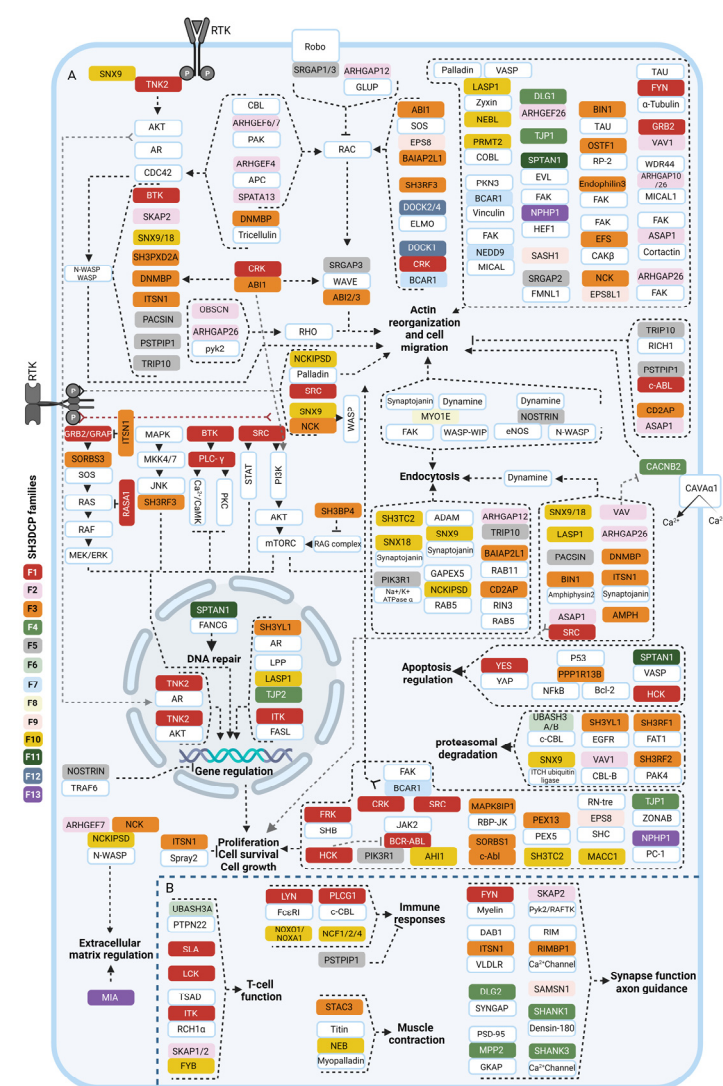 RTK
Robo
A
SNX9
TNK2
P
P
AKT
AR
CDC42
SRGAP1/3
ARHGAP12
GLUP
CBL
ARHGEF6/7
PAK
ARHGEF4
APC
SPATA13
DNMBP
Tricellulin
RAC
ABI1
SOS
EPS8
BAIAP2L1
SH3RF3
DOCK2/4
ELMO
DOCK1
CRK
BCAR1
Palladin
VASP
LASP1
Zyxin
NEBL
PRMT2
COBL
PKN3
BCAR1
Vinculin
FAK
NEDD9
MICAL
DLG1
ARHGEF26
TJP1
SPTAN1
EVL
FAK
NPHP1
HEF1
SASH1
SRGAP2
FMNL1
BIN1
TAU
OSTF1
RP-2
Endophilin3
FAK
FAK
EFS
CAKβ
NCK
EPS8L1
TAU
FYN
α-Tubulin
GRB2
VAV1
WDR44
ARHGAP10
/26
MICAL1
FAK
ASAP1
Cortactin
ARHGAP26
FAK
BTK
SKAP2
SNX9/18
SH3PXD2A
DNMBP
ITSN1
PACSIN
PSTPIP1
TRIP10
N-WASP
WASP
CRK
ABI1
SRGAP3
WAVE
ABI2/3
OBSCN
ARHGAP26
pyk2
RHO
Actin
reorganization
and cell
migration
TRIP10
RICH1
PSTPIP1
c-ABL
CD2AP
ASAP1
NCKIPSD
Palladin
SRC
SNX9
NCK
WASP
Synaptojanin
Dynamine
MYO1E
FAK
WASP-WIP
Dynamine
NOSTRIN
eNOS
N-WASP
RTK
P
P
GRB2/GRAP
ITSN1
SORBS3
SOS
RAS
RASA1
RAF
MEK/ERK
MAPK
MKK4/7
JNK
SH3RF3
BTK
PLC-γ
Ca²⁺/CaMK
PKC
SRC
STAT
PI3K
AKT
mTORC
SH3BP4
RAG complex
Endocytosis
Dynamine
CACNB2
CAVAα1
Ca²⁺
Ca²
SH3TC2
SNX18
Synaptojanin
PIK3R1
Na+/K+
ATPase α
ADAM
SNX9
Synaptojanin
GAPEX5
NCKIPSD
RAB5
ARHGAP12
TRIP10
BAIAP2L1
RAB11
CD2AP
RIN3
RAB5
SNX9/18
LASP1
PACSIN
BIN1
Amphiphysin2
ASAP1
SRC
VAV
ARHGAP26
DNMBP
ITSN1
Synaptojanin
AMPH
SH3DCP families
F1
F2
F3
F4
F5
F6
F7
F8
F9
F10
F11
F12
F13
SPTAN1
FANCG
DNA repair
TNK2
AR
TNK2
AKT
SH3YL1
AR
LPP
LASP1
TJP2
ITK
FASL
Gene regulation
NOSTRIN
TRAF6
Apoptosis
regulation
YES
YAP
P53
PPP1R13B
NFkB
Bcl-2
SPTAN1
VASP
HCK
proteasomal
degradation
UBASH3
A/B
c-CBL
SNX9
ITCH ubiquitin
ligase
SH3YL1
EGFR
VAV1
CBL-B
SH3RF1
FAT1
SH3RF2
PAK4
FAK
BCAR1
CRK
SRC
FRK
SHB
JAK2
BCR-ABL
HCK
PIK3R1
AHI1
MAPK8IP1
RBP-JK
SORBS1
c-Abl
PEX13
PEX5
SH3TC2
RN-tre
EPS8
SHC
MACC1
TJP1
ZONAB
NPHP1
PC-1
ARHGEF7
NCK
NCKIPSD
N-WASP
ITSN1
Spray2
Proliferation
Cell survival
Cell growth
Extracellular
matrix regulation
MIA
B
UBASH3A
PTPN22
SLA
LCK
TSAD
ITK
RCH1α
SKAP1/2
FYB
T-cell
function
LYN
FcεRI
NOXO1/
NOXA1
PLCG1
c-CBL
NCF1/2/4
PSTPIP1
Immune
responses
STAC3
Titin
NEB
Myopalladin
Muscle
contraction
FYN
Myelin
DAB1
ITSN1
VLDLR
DLG2
SYNGAP
PSD-95
MPP2
GKAP
SKAP2
Pyk2/RAFTK
RIM
RIMBP1
Ca²⁺Channel
SAMSN1
SHANK1
Densin-180
SHANK3
Ca²⁺Channel
Synapse function
axon guidance